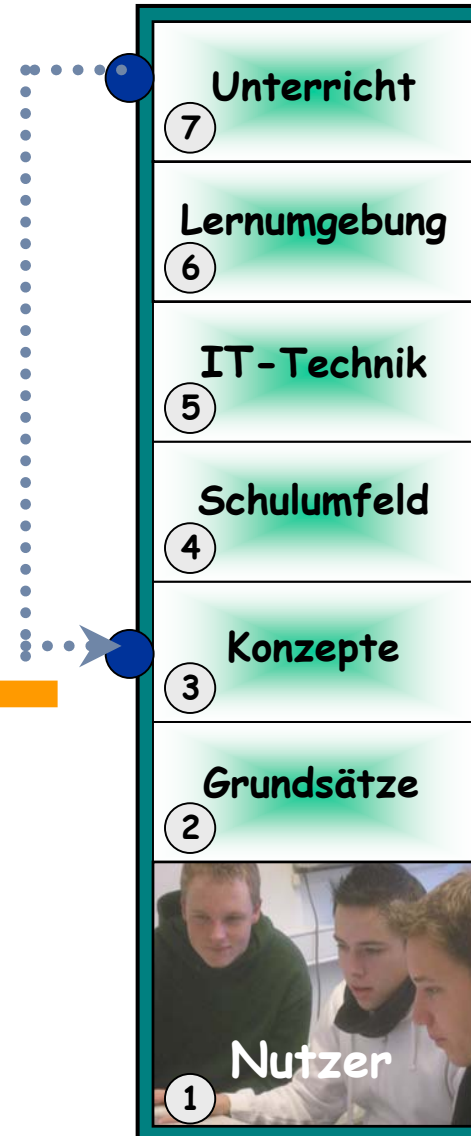 Unterricht
7
Lernumgebung
6
IT-Technik
5
Schulumfeld
4
Konzepte
3
Grundsätze
2
Nutzer
1